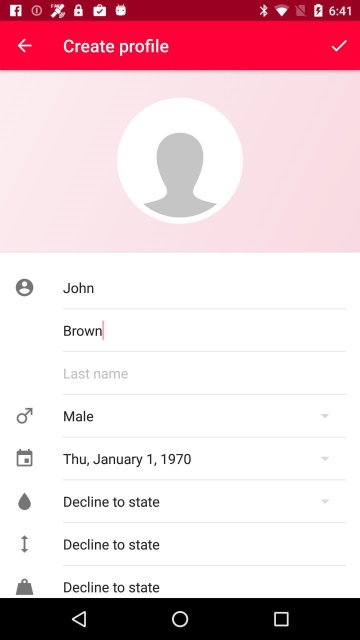 6:41
Create profile
John
Brown
Last name
Male
Thu, January 1, 1970
Decline to state
Decline to state
Decline to state